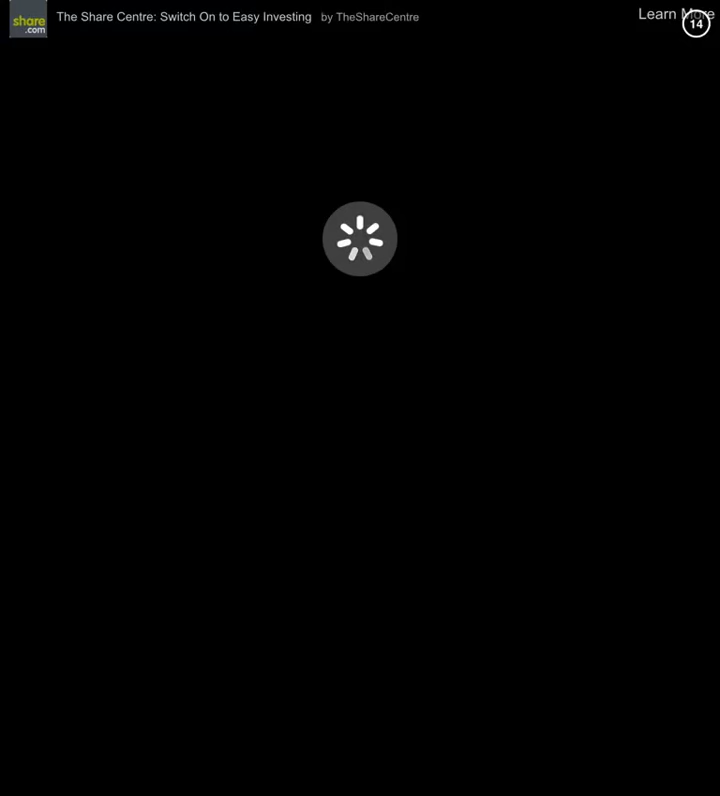 share
.com
The Share Centre: Switch On to Easy Investing by TheShareCentre
Learn More
14